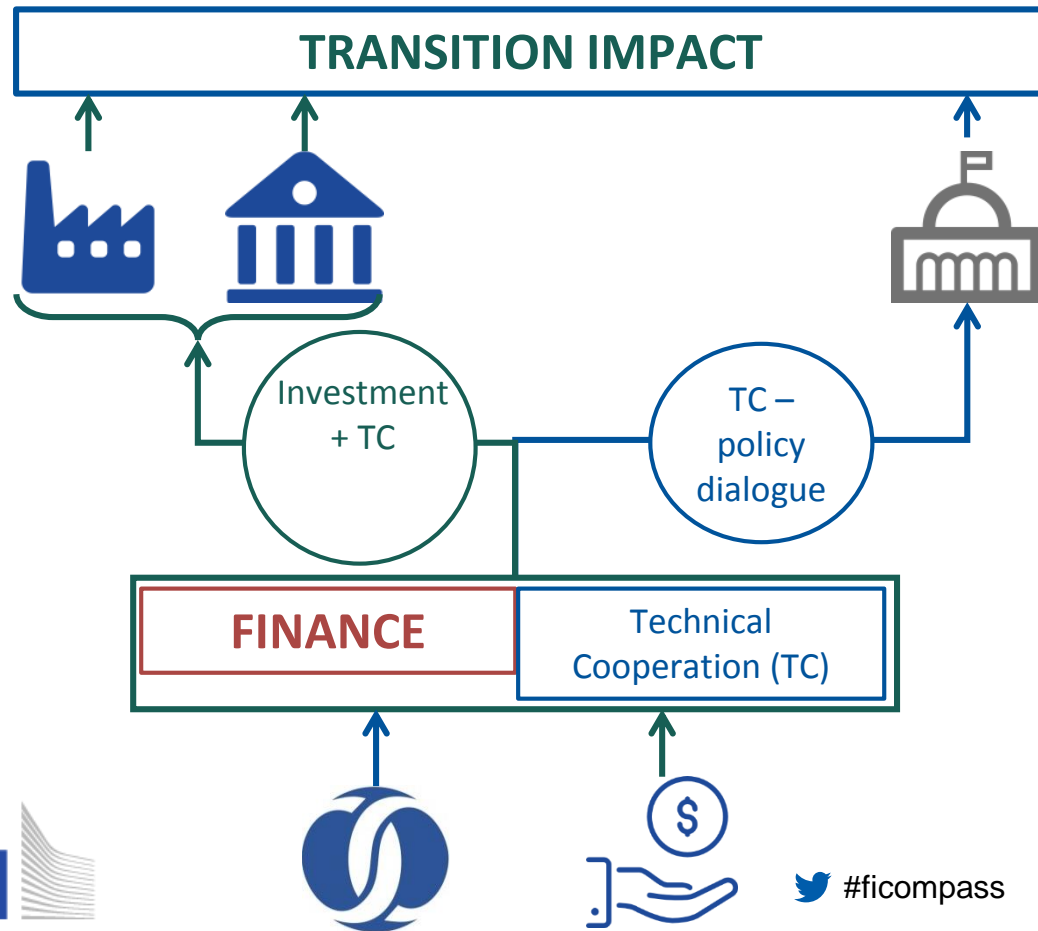 TRANSITION IMPACT
Investment
+ TC
TC –
policy
dialogue
FINANCE
Technical
Cooperation (TC)
$
#ficompass